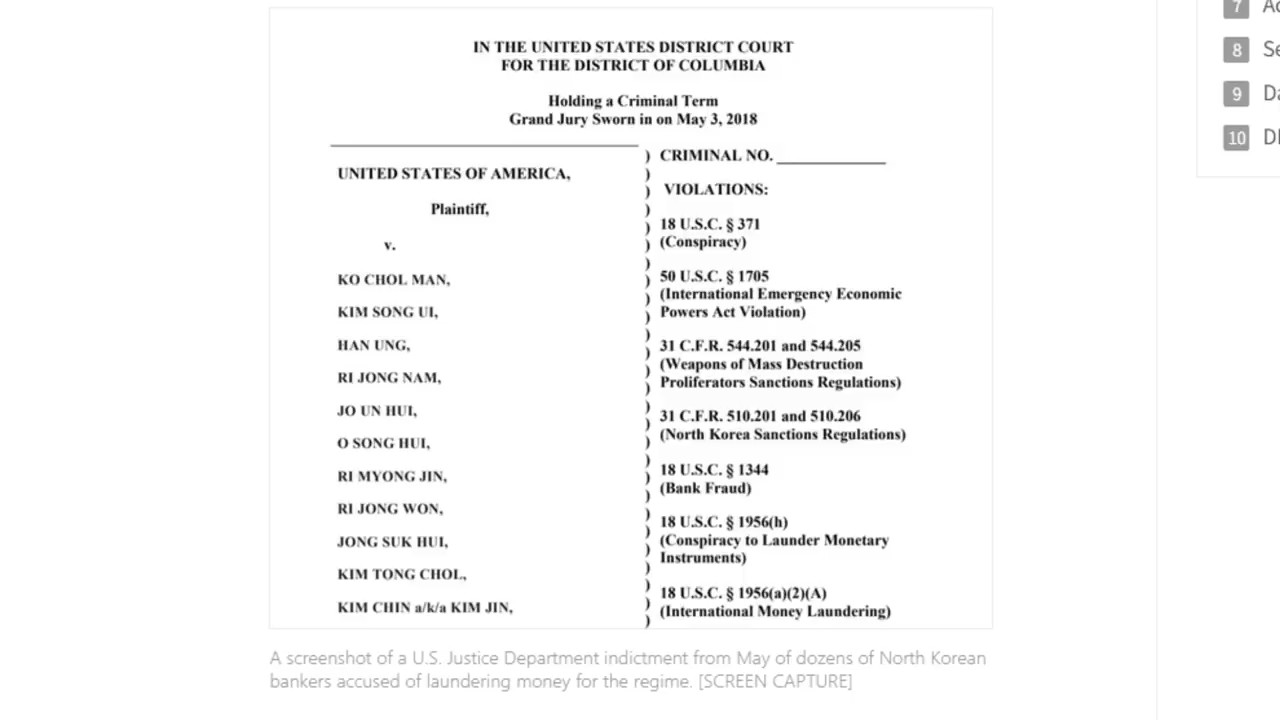 IN THE UNITED STATES DISTRICT COURT
FOR THE DISTRICT OF COLUMBIA
Holding a Criminal Term
Grand Jury Sworn in on May 3, 2018
UNITED STATES OF AMERICA,
Plaintiff,
v.
KO CHOL MAN,
KIM SONG UI,
HAN UNG,
RI JONG NAM,
JO UN HUI,
O SONG HUI,
RI MYONG JIN,
RI JONG WON,
JONG SUK HUI,
KIM TONG CHOL,
KIM CHIN a/k/a KIM JIN,
) CRIMINAL NO. ____________
)
) VIOLATIONS:
)
) 18 U.S.C. § 371
) (Conspiracy)
)
) 50 U.S.C. § 1705
) (International Emergency Economic
) Powers Act Violation)
)
) 31 C.F.R. 544.201 and 544.205
) (Weapons of Mass Destruction
) Proliferators Sanctions Regulations)
)
) 31 C.F.R. 510.201 and 510.206
) (North Korea Sanctions Regulations)
)
) 18 U.S.C. § 1344
) (Bank Fraud)
)
) 18 U.S.C. § 1956(h)
) (Conspiracy to Launder Monetary
) Instruments)
)
) 18 U.S.C. § 1956(a)(2)(A)
) (International Money Laundering)
)
A screenshot of a U.S. Justice Department indictment from May of dozens of North Korean
bankers accused of laundering money for the regime. [SCREEN CAPTURE]
7
8
9
10